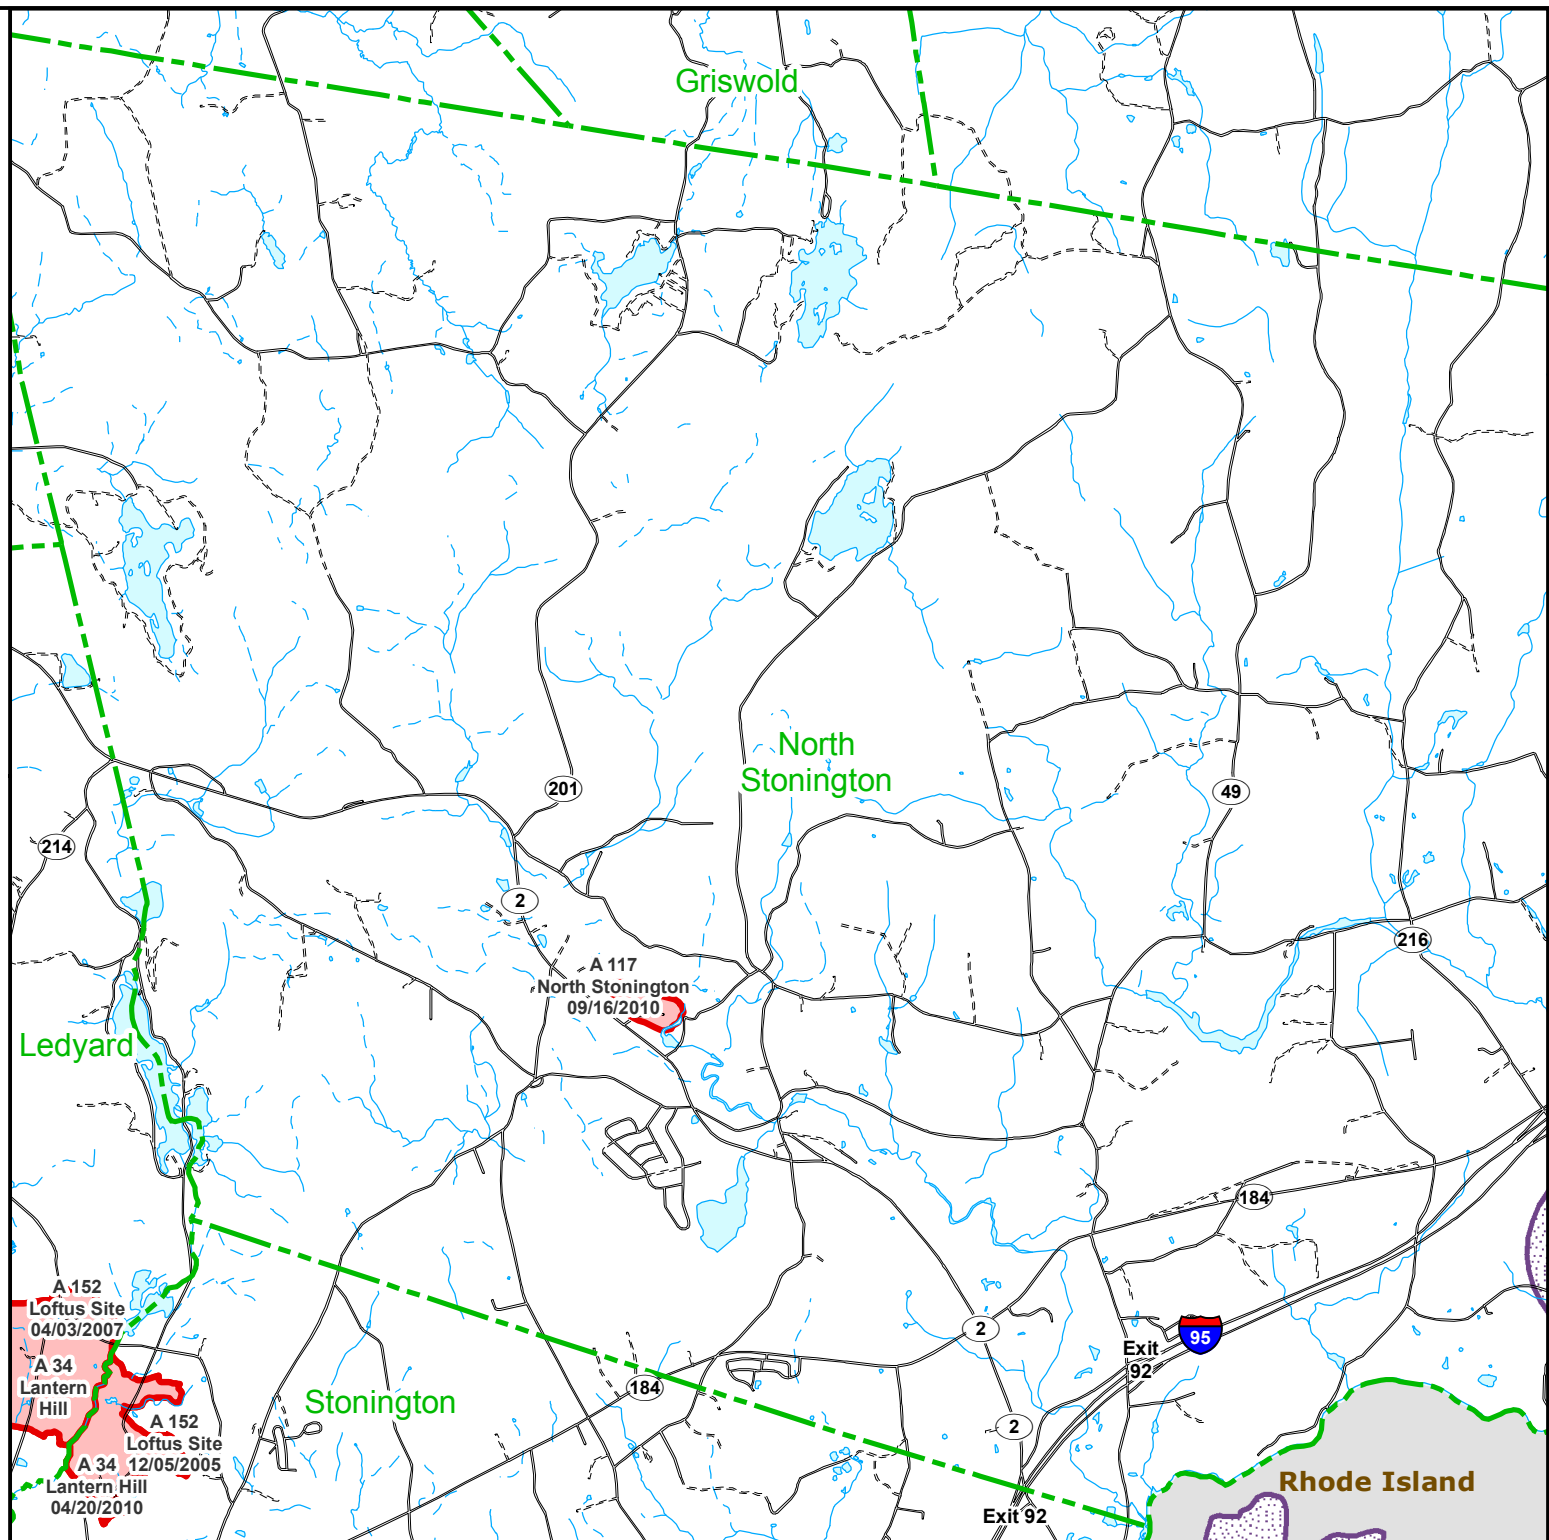 Griswold
North
Stonington
201
49
214
2
216
A 117
North Stonington
09/16/2010
Ledyard
184
A 152
Loftus Site
04/03/2007
2
95
Exit
92
A 34
Lantern
Hill
184
Stonington
A 152
Loftus Site
12/05/2005
2
A 34
Lantern Hill
04/20/2010
Rhode Island
Exit 92